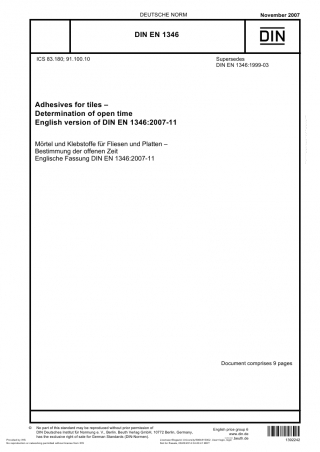 DEUTSCHE NORM
November 2007
DIN EN 1346
DIN
ICS 83.180; 91.100.10
Supersedes
DIN EN 1346:1999-03
Adhesives for tiles –
Determination of open time
English version of DIN EN 1346:2007-11
Mörtel und Klebstoffe für Fliesen und Platten –
Bestimmung der offenen Zeit
Englische Fassung DIN EN 1346:2007-11
Document comprises 9 pages
© No part of this standard may be reproduced without prior permission of
DIN Deutsches Institut für Normung e. V., Berlin. Beuth Verlag GmbH, 10772 Berlin, Germany,
has the exclusive right of sale for German Standards (DIN-Normen).
English price group 8
www.din.de
www.beuth.de